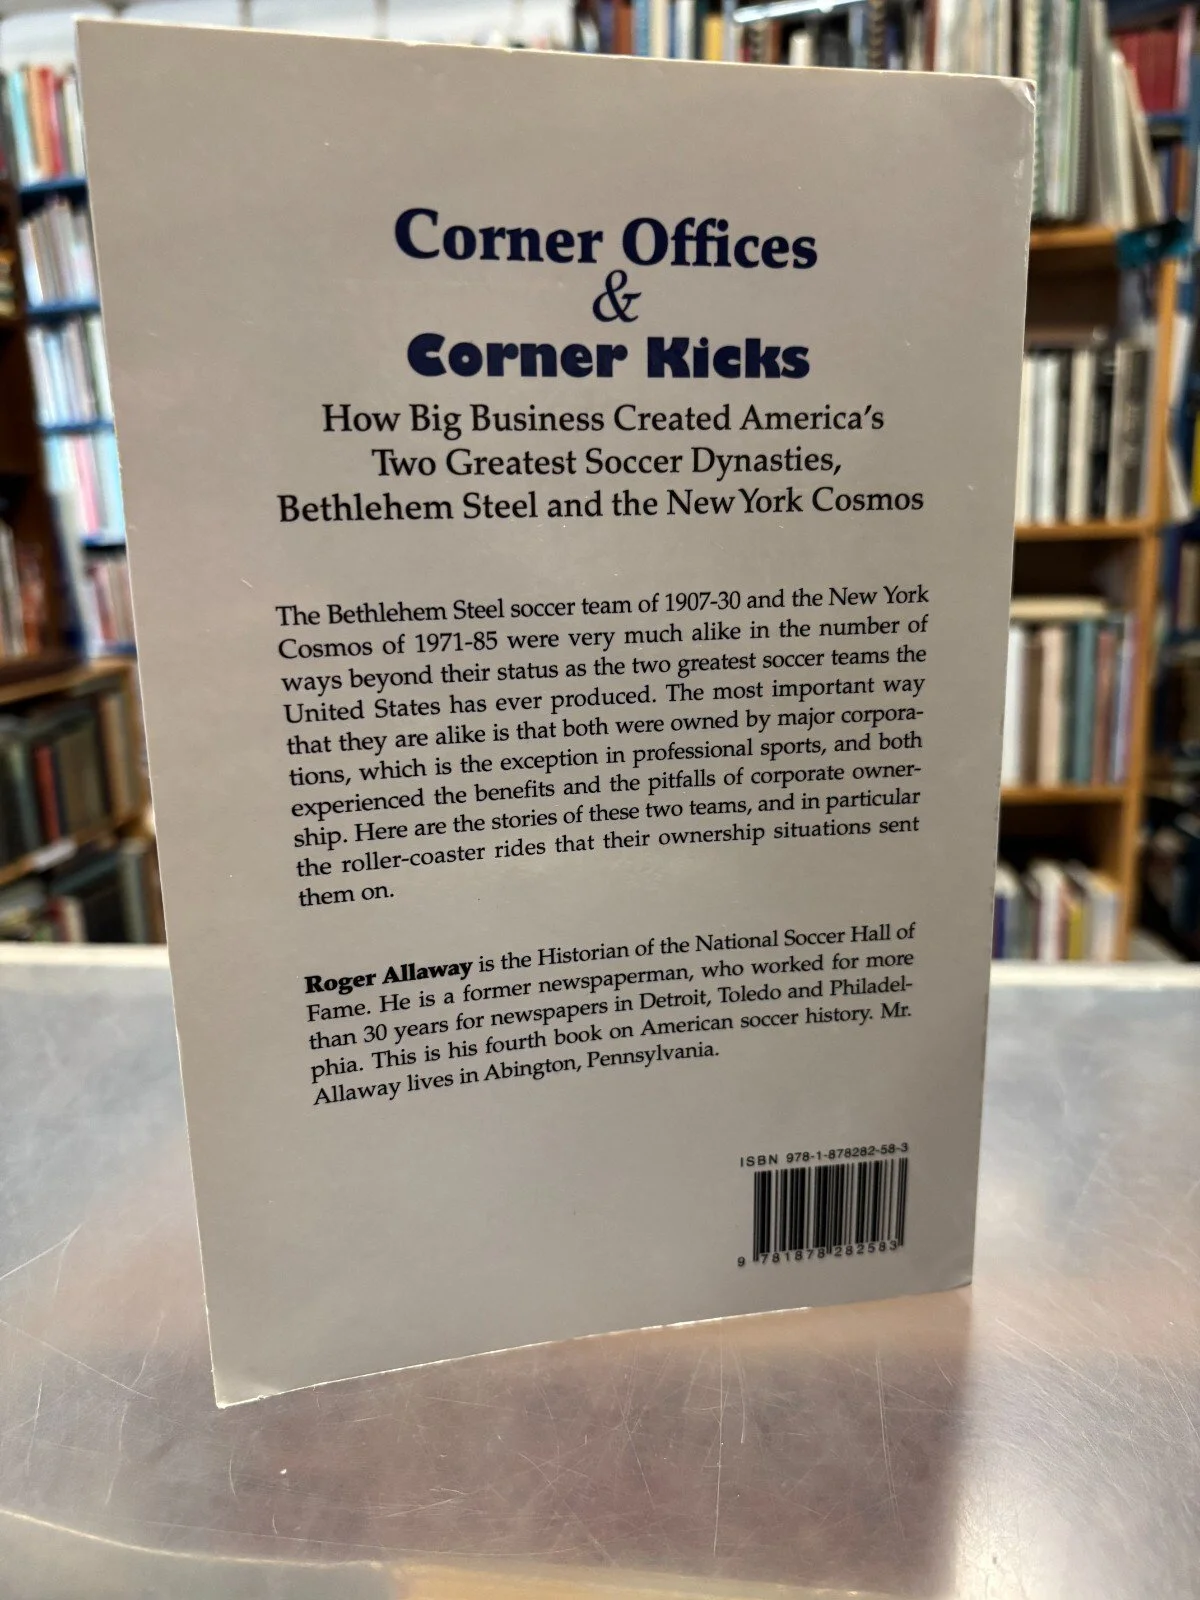 Corner Offices
&
Corner Kicks
How Big Business Created America's
Two Greatest Soccer Dynasties,
Bethlehem Steel and the New York Cosmos
The Bethlehem Steel soccer team of 1907-30 and the New York
Cosmos of 1971-85 were very much alike in the number of
ways beyond their status as the two greatest soccer teams the
United States has ever produced. The most important way
that they are alike is that both were owned by major corpora-
tions, which is the exception in professional sports, and both
experienced the benefits and the pitfalls of corporate owner-
ship. Here are the stories of these two teams, and in particular
the roller-coaster rides that their ownership situations sent
them on.
Roger Allaway is the Historian of the National Soccer Hall of
Fame. He is a former newspaperman, who worked for more
than 30 years for newspapers in Detroit, Toledo and Philadel-
phia. This is his fourth book on American soccer history. Mr.
Allaway lives in Abington, Pennsylvania.
ISBN 978-1-878282-58-3
9 781878 282583